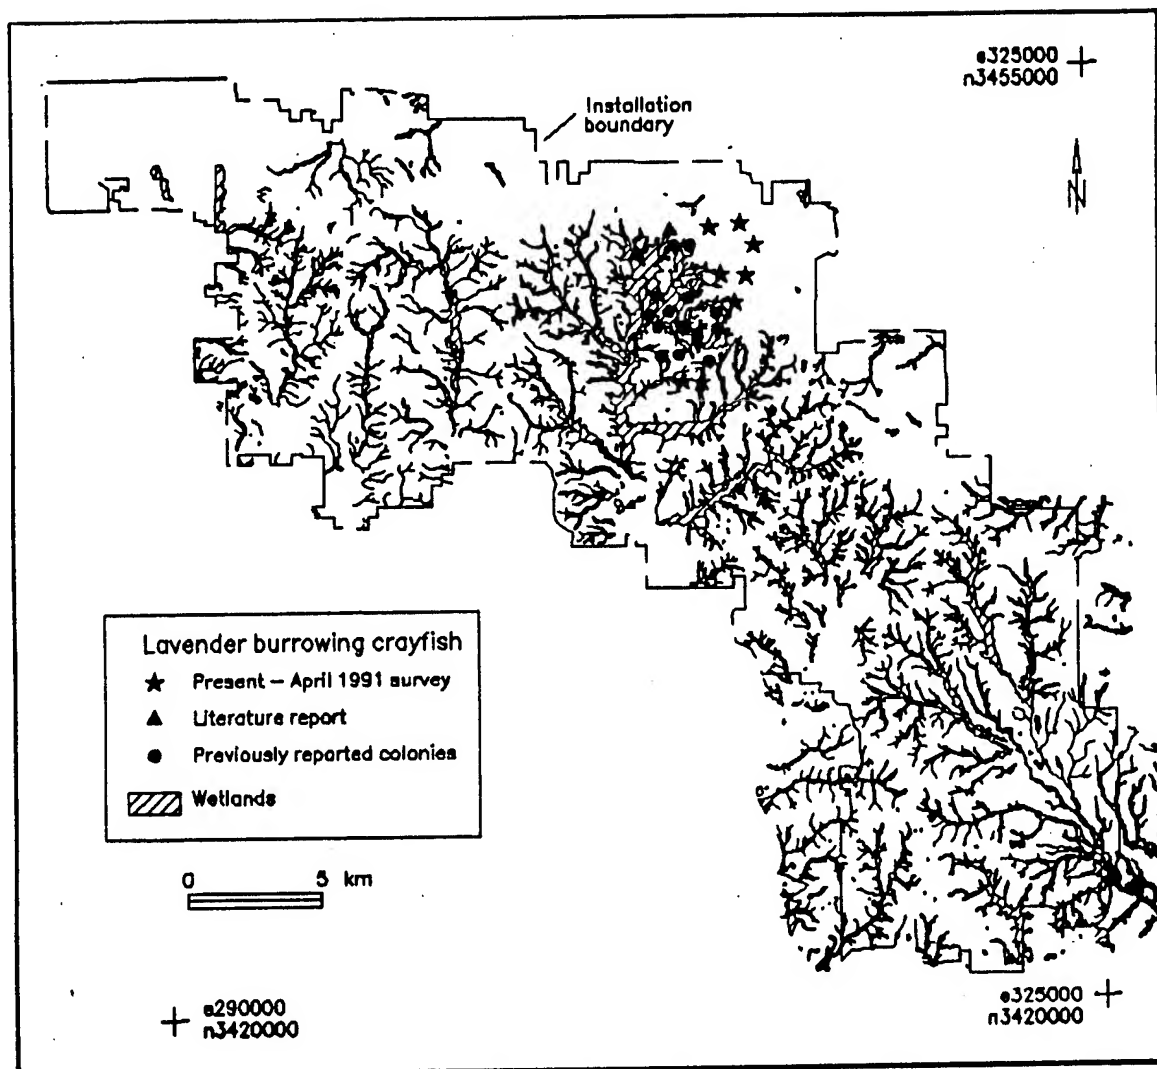 e325000
n3455000
Installation
boundary
N
Lavender burrowing crayfish
Present – April 1991 survey
Literature report
Previously reported colonies
Wetlands
0 5 km
e290000
n3420000
e325000
n3420000